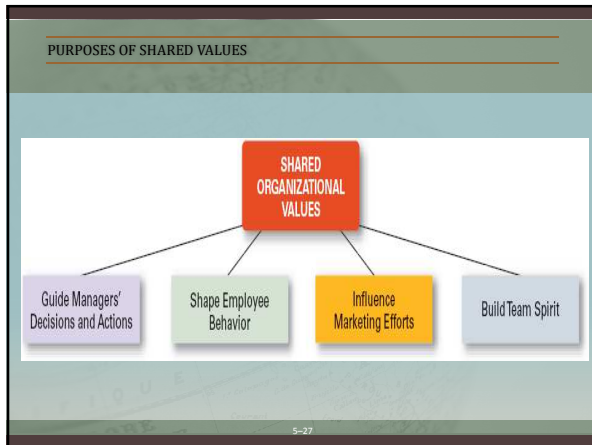 PURPOSES OF SHARED VALUES
SHARED
ORGANIZATIONAL
VALUES
Guide Managers'
Decisions and Actions
Shape Employee
Behavior
Influence
Marketing Efforts
Build Team Spirit
TIQUE
5–27